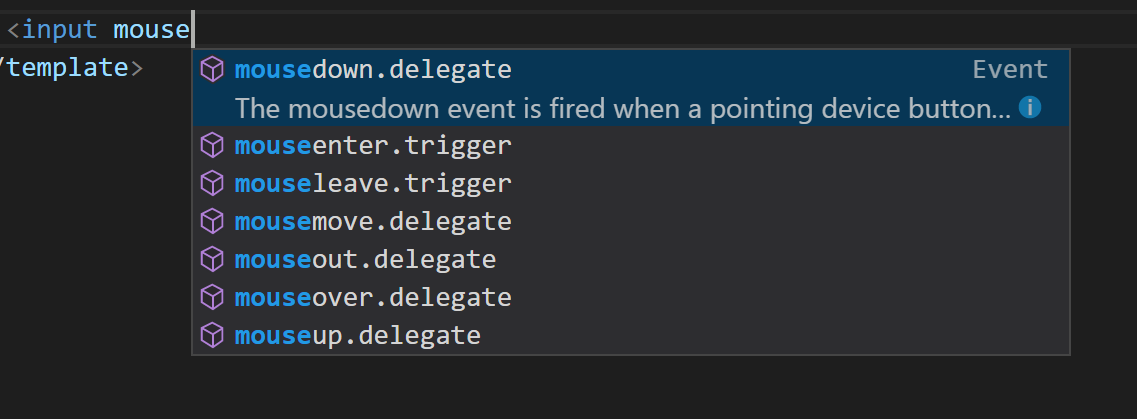 <input mouse
/template>
mousedown.delegate Event
The mousedown event is fired when a pointing device button...
mouseenter.trigger
mouseleave.trigger
mousemove.delegate
mouseout.delegate
mouseover.delegate
mouseup.delegate